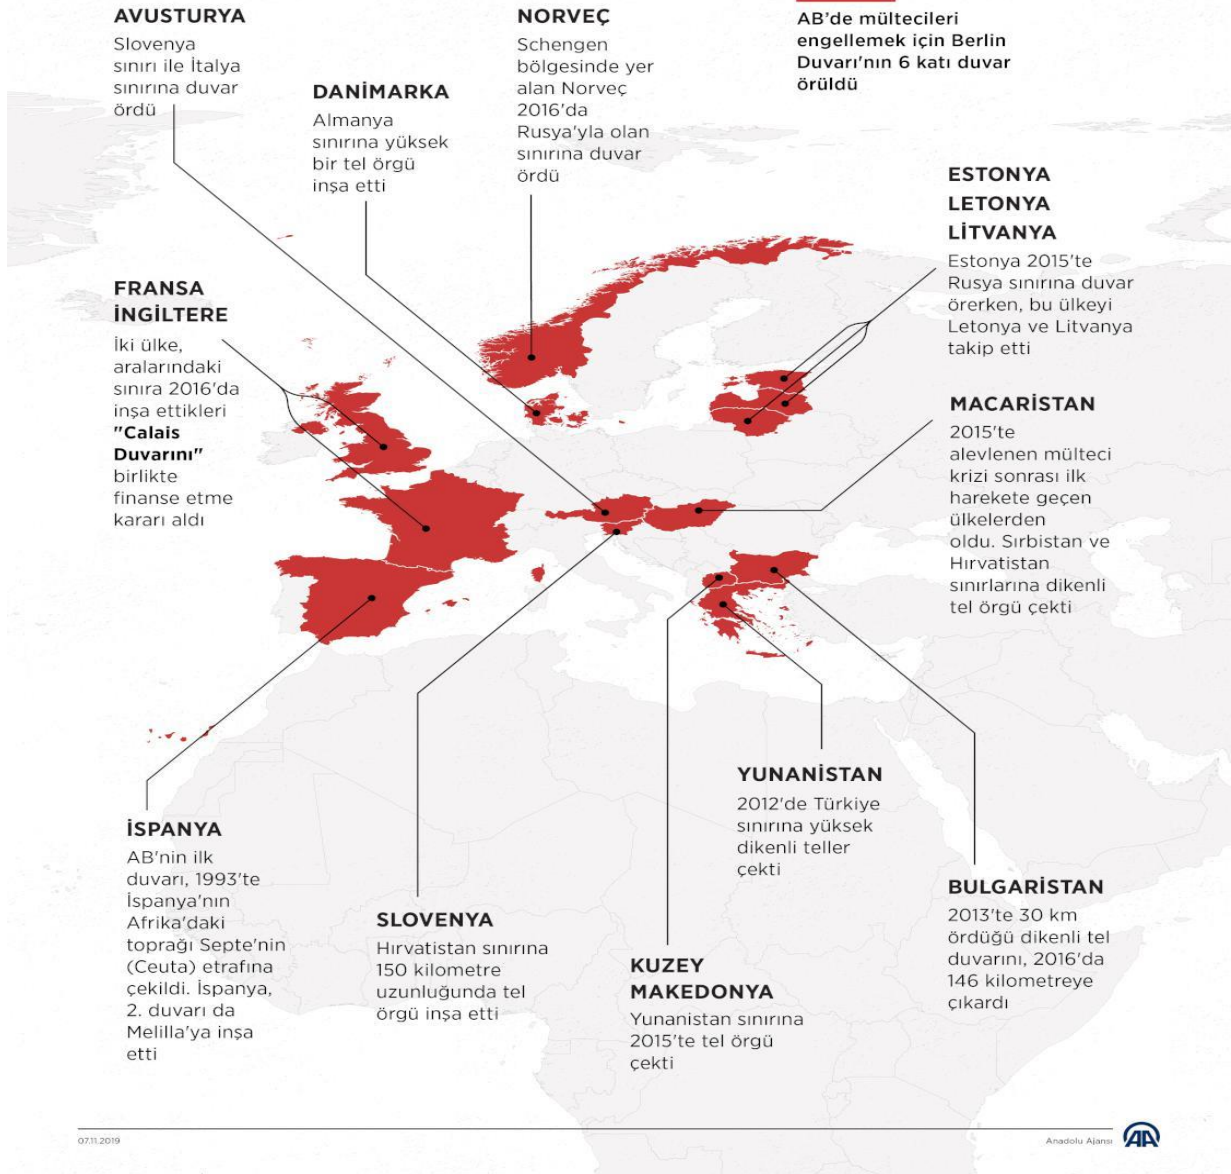 AVUSTURYA
Slovenya
sınırı ile İtalya
sınırına duvar
ördü
DANİMARKA
Almanya
sınırına yüksek
bir tel örgü
inşa etti
NORVEÇ
Schengen
bölgesinde yer
alan Norveç
2016'da
Rusya'yla olan
sınırına duvar
ördü
AB'de mültecileri
engellemek için Berlin
Duvarı'nın 6 katı duvar
örüldü
ESTONYA
LETONYA
LİTVANYA
Estonya 2015'te
Rusya sınırına duvar
örerken, bu ülkeyi
Letonya ve Litvanya
takip etti
FRANSA
İNGİLTERE
İki ülke,
aralarındaki
sınıra 2016'da
inşa ettikleri
"Calais
Duvarını"
birlikte
finanse etme
kararı aldı
MACARİSTAN
2015'te
alevlenen mülteci
krizi sonrası ilk
harekete geçen
ülkelerden
oldu. Sırbistan ve
Hırvatistan
sınırlarına dikenli
tel örgü çekti
İSPANYA
AB'nin ilk
duvarı, 1993'te
İspanya'nın
Afrika'daki
toprağı Septe'nin
(Ceuta) etrafına
çekildi. İspanya,
2. duvarı da
Melilla'ya inşa
etti
SLOVENYA
Hırvatistan sınırına
150 kilometre
uzunluğunda tel
örgü inşa etti
KUZEY
MAKEDONYA
Yunanistan sınırına
2015'te tel örgü
çekti
YUNANİSTAN
2012'de Türkiye
sınırına yüksek
dikenli teller
çekti
BULGARİSTAN
2013'te 30 km
ördüğü dikenli tel
duvarını, 2016'da
146 kilometreye
çıkardı
07.11.2019
Anadolu Ajansı
AA